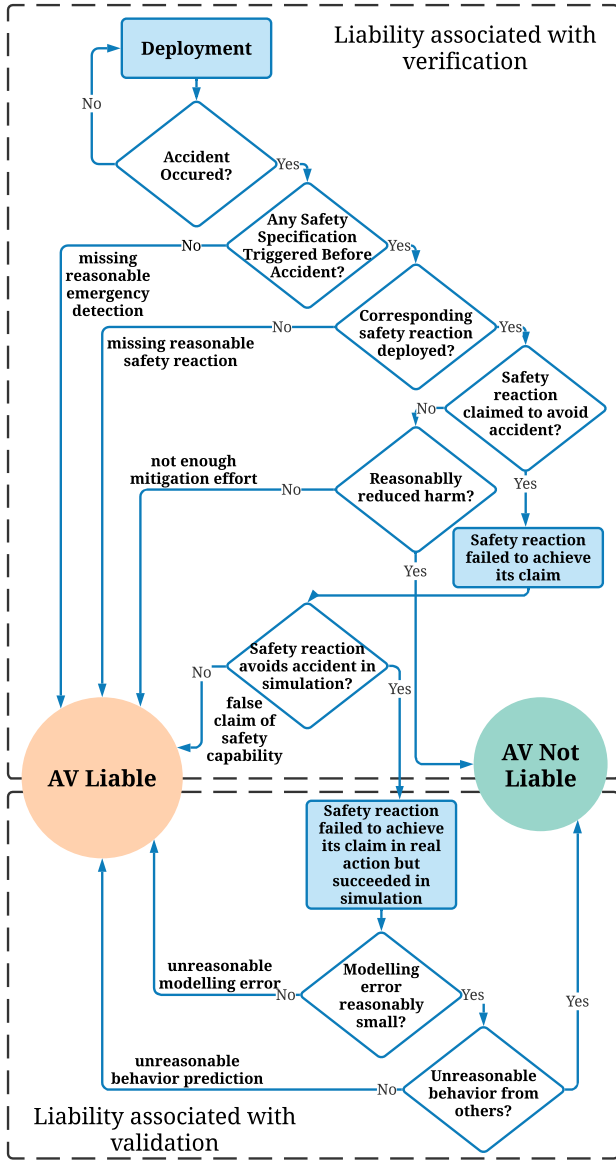 Liability associated with
verification
Deployment
No
Accident
Occured?
Yes
Any Safety
Specification
Triggered Before
Accident?
No
Yes
missing
reasonable
emergency
detection
Corresponding
safety reaction
deployed?
No
Yes
missing reasonable
safety reaction
Safety
reaction
claimed to avoid
accident?
No
Yes
Reasonablly
reduced harm?
not enough
mitigation effort
No
Yes
Safety reaction
failed to achieve
its claim
Safety reaction
avoids accident in
simulation?
No
Yes
false
claim of
safety
capability
AV Liable
AV Not
Liable
Safety reaction
failed to achieve
its claim in real
action but
succeeded in
simulation
Modelling
error
reasonably
small?
unreasonable
modelling error
No
Yes
Yes
Unreasonable
behavior from
others?
unreasonable
behavior prediction
No
Liability associated with
validation